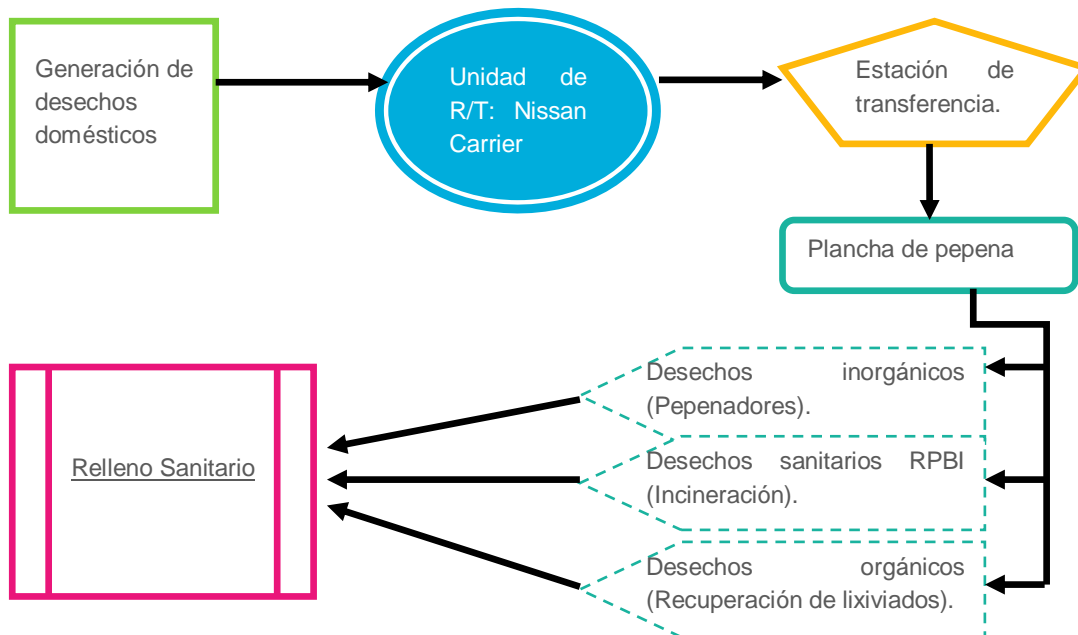 Generación de
desechos
domésticos
Unidad de
R/T: Nissan
Carrier
Estación de
transferencia.
Plancha de pepena
Desechos inorgánicos
(Pepenadores).
Desechos sanitarios RPBI
(Incineración).
Desechos orgánicos
(Recuperación de lixiviados).
Relleno Sanitario